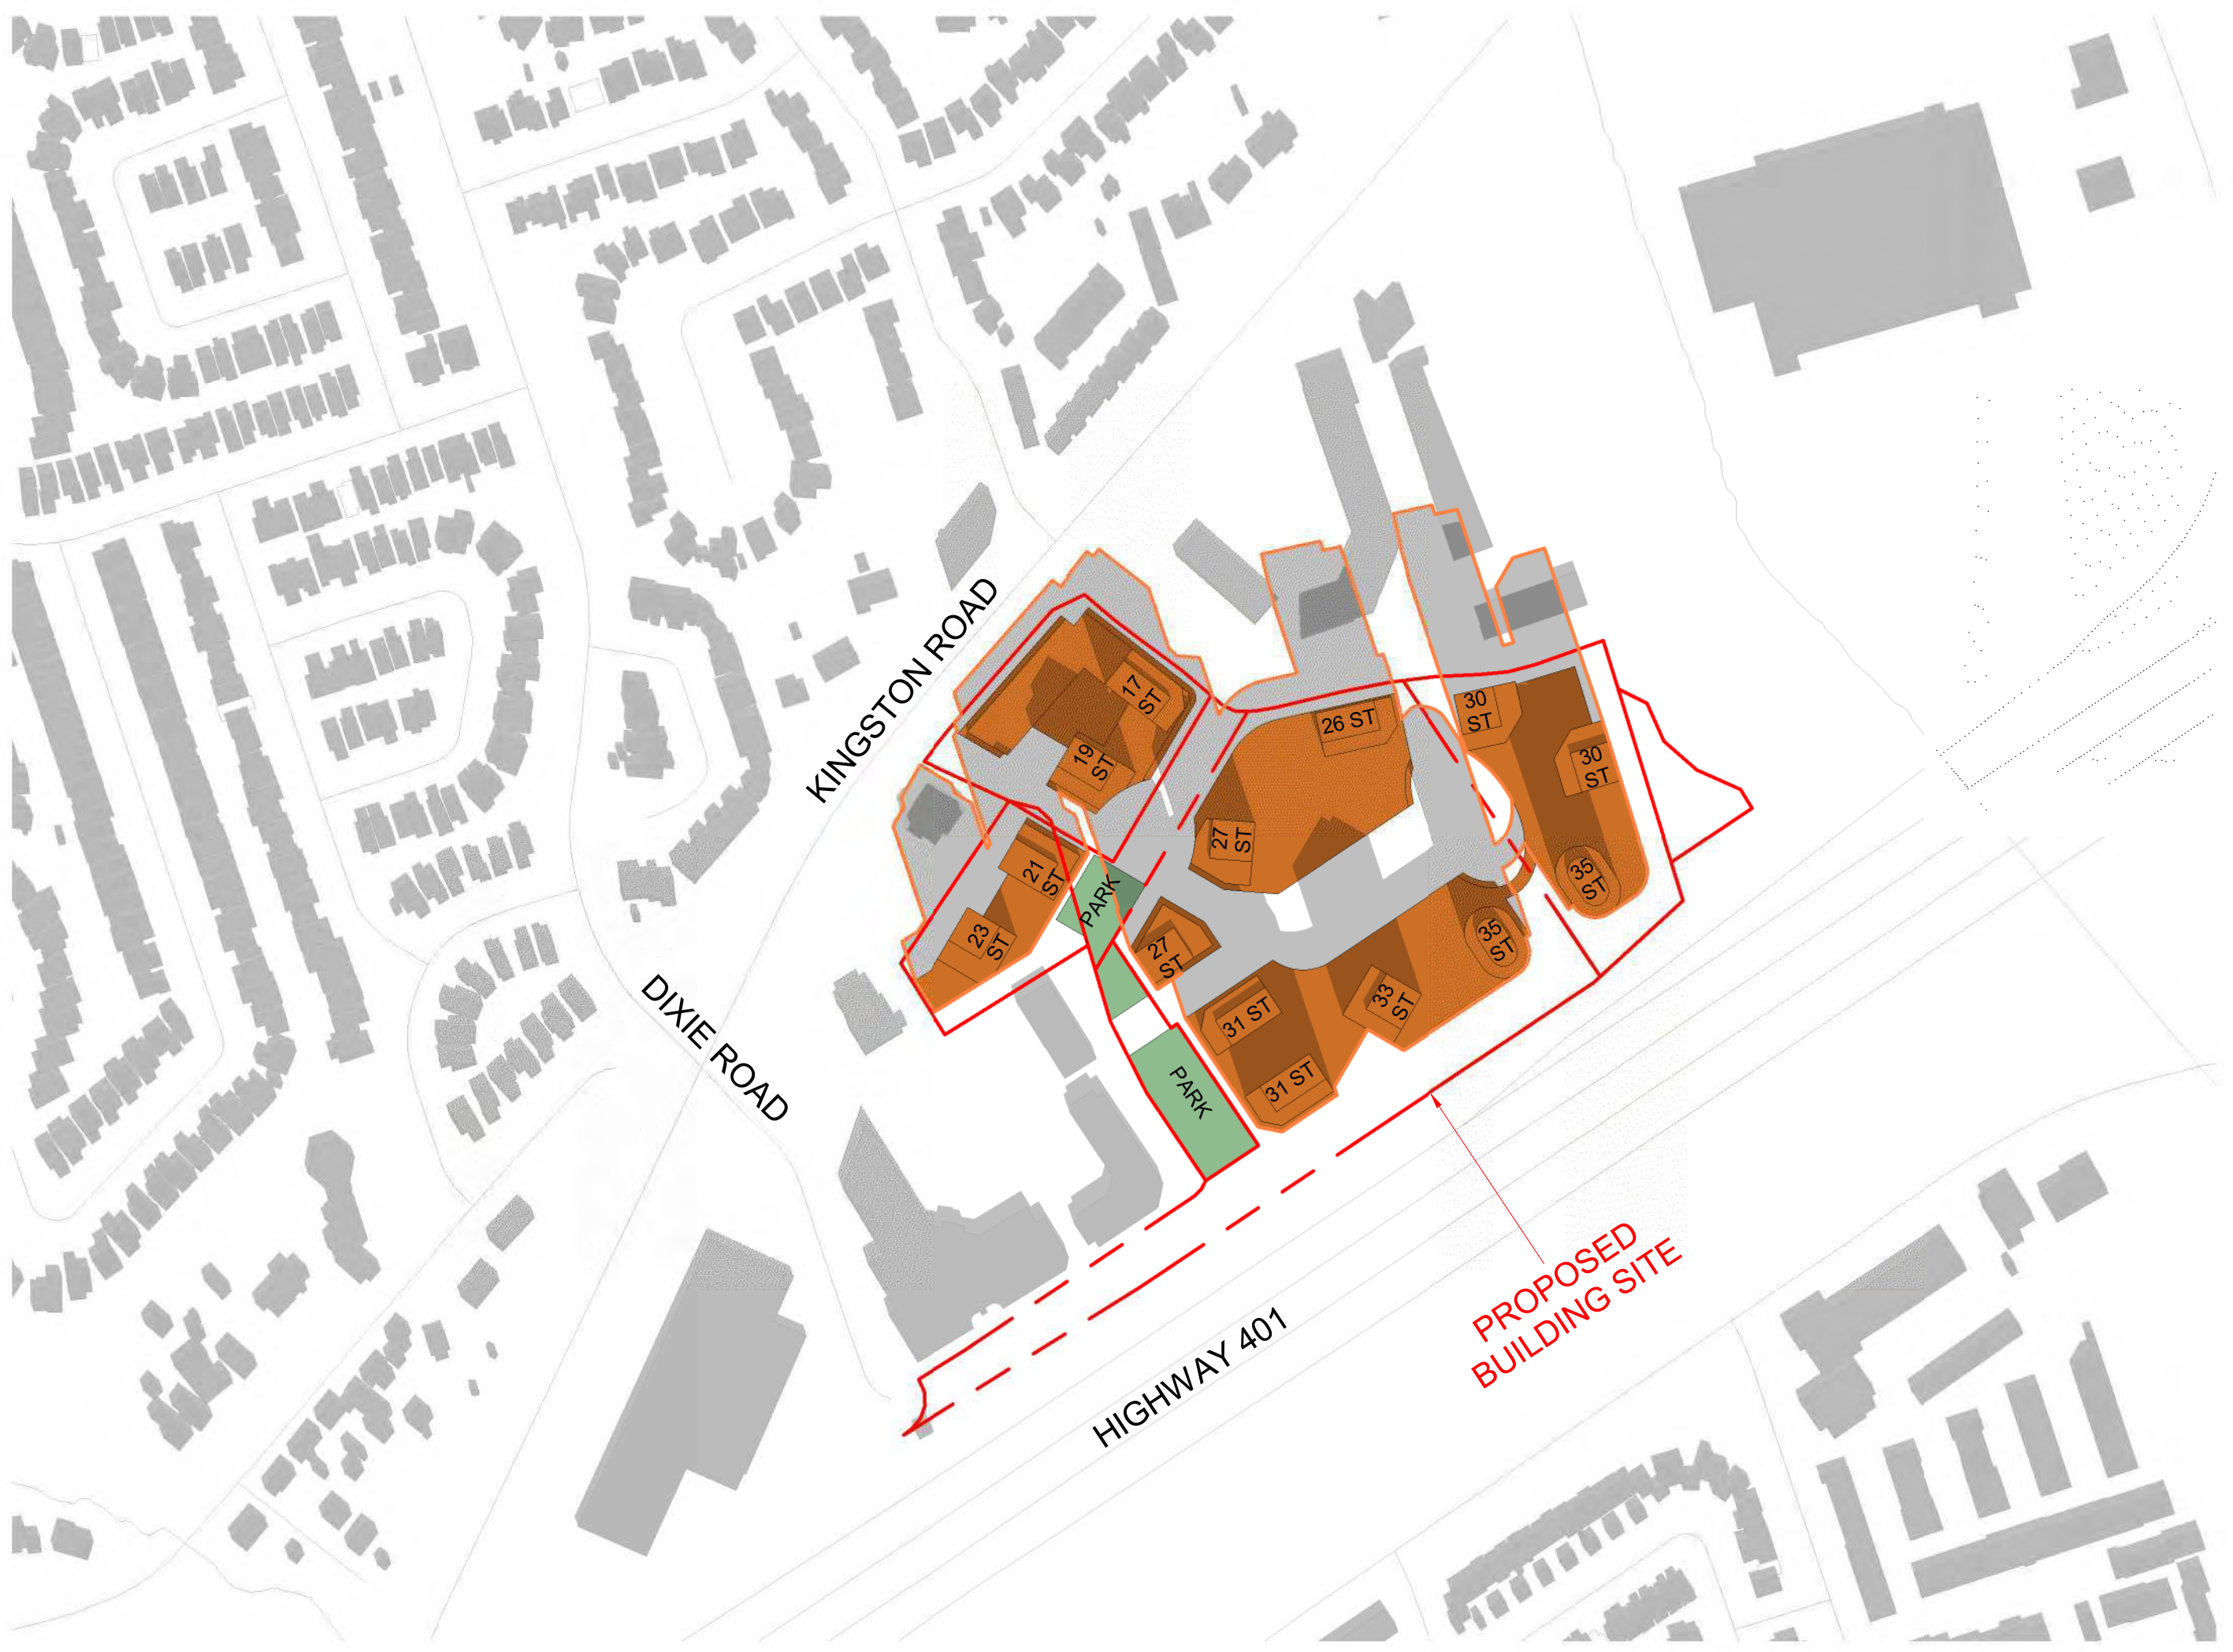 KINGSTON ROAD
17
ST
19
ST
26 ST
30
ST
30
ST
27
ST
21
ST
PARK
35
ST
23
ST
27
ST
35
ST
31 ST
33
ST
31 ST
PARK
DIXIE ROAD
HIGHWAY 401
PROPOSED
BUILDING SITE